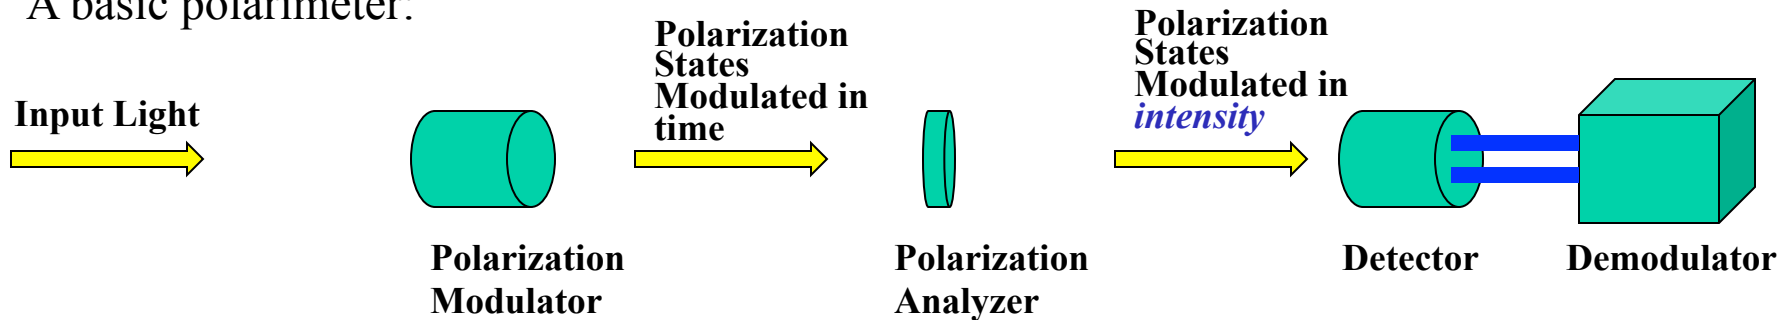 A basic polarimeter:
Input Light
Polarization
States
Modulated in
time
Polarization
States
Modulated in
intensity
Polarization
Modulator
Polarization
Analyzer
Detector
Demodulator